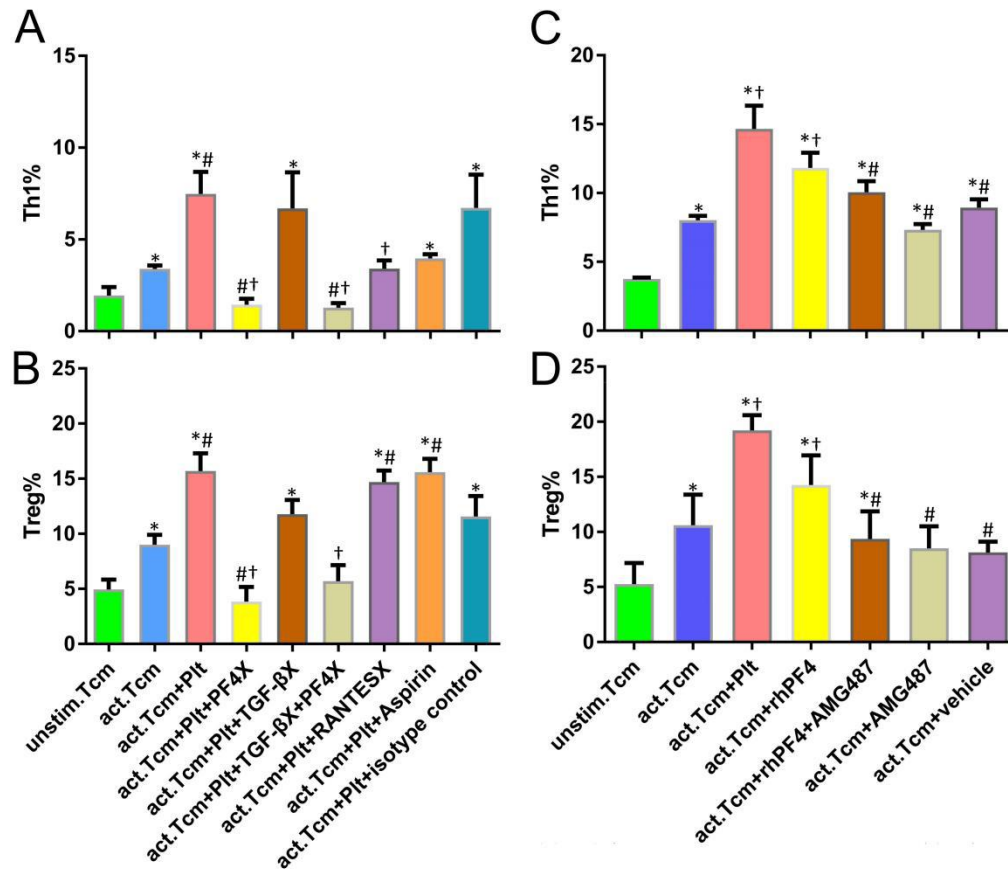 A
Th1%
15
10
5
0
*
*#
#†
*
#†
†
*
*
B
Treg%
25
20
15
10
5
0
*
*#
#†
*
†
*#
*#
*
unstim.Tcm
act.Tcm
act.Tcm+Plt
act.Tcm+Plt+PF4X
act.Tcm+Plt+TGF-βX
act.Tcm+Plt+TGF-βX+PF4X
act.Tcm+Plt+RANTESX
act.Tcm+Plt+Aspirin
act.Tcm+Plt+isotype control
C
Th1%
20
15
10
5
0
*
*†
*†
*#
*#
*#
D
Treg%
25
20
15
10
5
0
*
*†
*†
*#
#
#
unstim.Tcm
act.Tcm
act.Tcm+Plt
act.Tcm+rhPF4
act.Tcm+rhPF4+AMG487
act.Tcm+AMG487
act.Tcm+vehicle